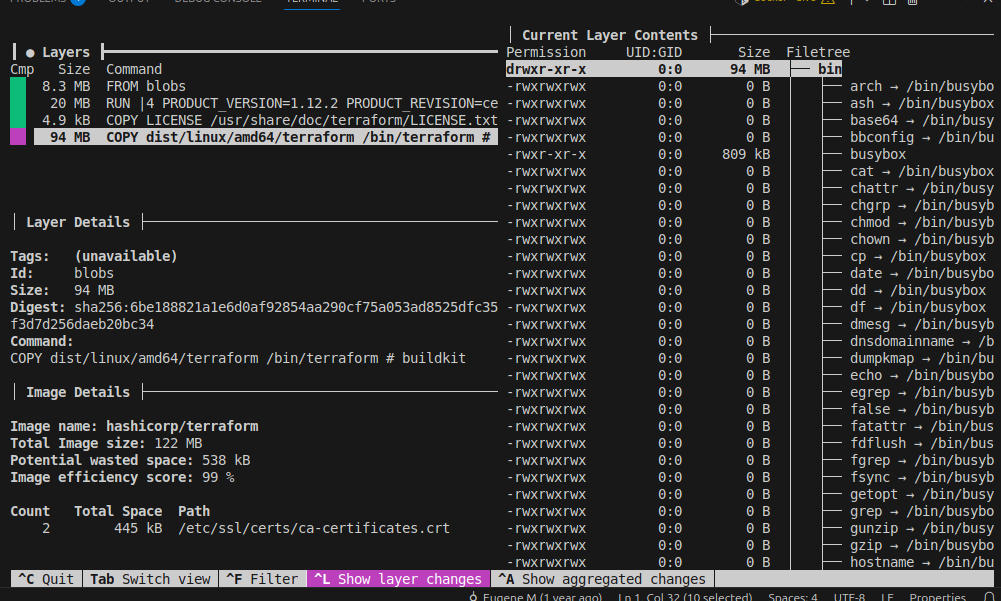 PROBLEMS OUTPUT DEBUG CONSOLE TERMINAL PORTS
● Layers
Cmp Size Command
8.3 MB FROM blobs
20 MB RUN |4 PRODUCT_VERSION=1.12.2 PRODUCT_REVISION=ce
4.9 kB COPY LICENSE /usr/share/doc/terraform/LICENSE.txt
94 MB COPY dist/linux/amd64/terraform /bin/terraform #
Layer Details
Tags: (unavailable)
Id: blobs
Size: 94 MB
Digest: sha256:6be188821a1e6d0af92854aa290cf75a053ad8525dfc35
f3d7d256daeb20bc34
Command:
COPY dist/linux/amd64/terraform /bin/terraform # buildkit
Image Details
Image name: hashicorp/terraform
Total Image size: 122 MB
Potential wasted space: 538 kB
Image efficiency score: 99 %
Count Total Space Path
2 445 kB /etc/ssl/certs/ca-certificates.crt
Current Layer Contents
Permission UID:GID Size Filetree
drwxr-xr-x 0:0 94 MB ├── bin
-rwxrwxrwx 0:0 0 B │ ├── arch → /bin/busybo
-rwxrwxrwx 0:0 0 B │ ├── ash → /bin/busybox
-rwxrwxrwx 0:0 0 B │ ├── base64 → /bin/busy
-rwxrwxrwx 0:0 0 B │ ├── bbconfig → /bin/bu
-rwxr-xr-x 0:0 809 kB │ ├── busybox
-rwxrwxrwx 0:0 0 B │ ├── cat → /bin/busybox
-rwxrwxrwx 0:0 0 B │ ├── chattr → /bin/busy
-rwxrwxrwx 0:0 0 B │ ├── chgrp → /bin/busyb
-rwxrwxrwx 0:0 0 B │ ├── chmod → /bin/busyb
-rwxrwxrwx 0:0 0 B │ ├── chown → /bin/busyb
-rwxrwxrwx 0:0 0 B │ ├── cp → /bin/busybox
-rwxrwxrwx 0:0 0 B │ ├── date → /bin/busybo
-rwxrwxrwx 0:0 0 B │ ├── dd → /bin/busybox
-rwxrwxrwx 0:0 0 B │ ├── df → /bin/busybox
-rwxrwxrwx 0:0 0 B │ ├── dmesg → /bin/busyb
-rwxrwxrwx 0:0 0 B │ ├── dnsdomainname → /b
-rwxrwxrwx 0:0 0 B │ ├── dumpkmap → /bin/bu
-rwxrwxrwx 0:0 0 B │ ├── echo → /bin/busybo
-rwxrwxrwx 0:0 0 B │ ├── egrep → /bin/busyb
-rwxrwxrwx 0:0 0 B │ ├── false → /bin/busyb
-rwxrwxrwx 0:0 0 B │ ├── fatattr → /bin/bus
-rwxrwxrwx 0:0 0 B │ ├── fdflush → /bin/bus
-rwxrwxrwx 0:0 0 B │ ├── fgrep → /bin/busyb
-rwxrwxrwx 0:0 0 B │ ├── fsync → /bin/busyb
-rwxrwxrwx 0:0 0 B │ ├── getopt → /bin/busy
-rwxrwxrwx 0:0 0 B │ ├── grep → /bin/busybo
-rwxrwxrwx 0:0 0 B │ ├── gunzip → /bin/busy
-rwxrwxrwx 0:0 0 B │ ├── gzip → /bin/busybo
-rwxrwxrwx 0:0 0 B │ ├── hostname → /bin/bu
^C Quit Tab Switch view ^F Filter ^L Show layer changes ^A Show aggregated changes
Eugene M (1 year ago) Ln 1, Col 32 (10 selected) Spaces: 4 UTF-8 LF Properties